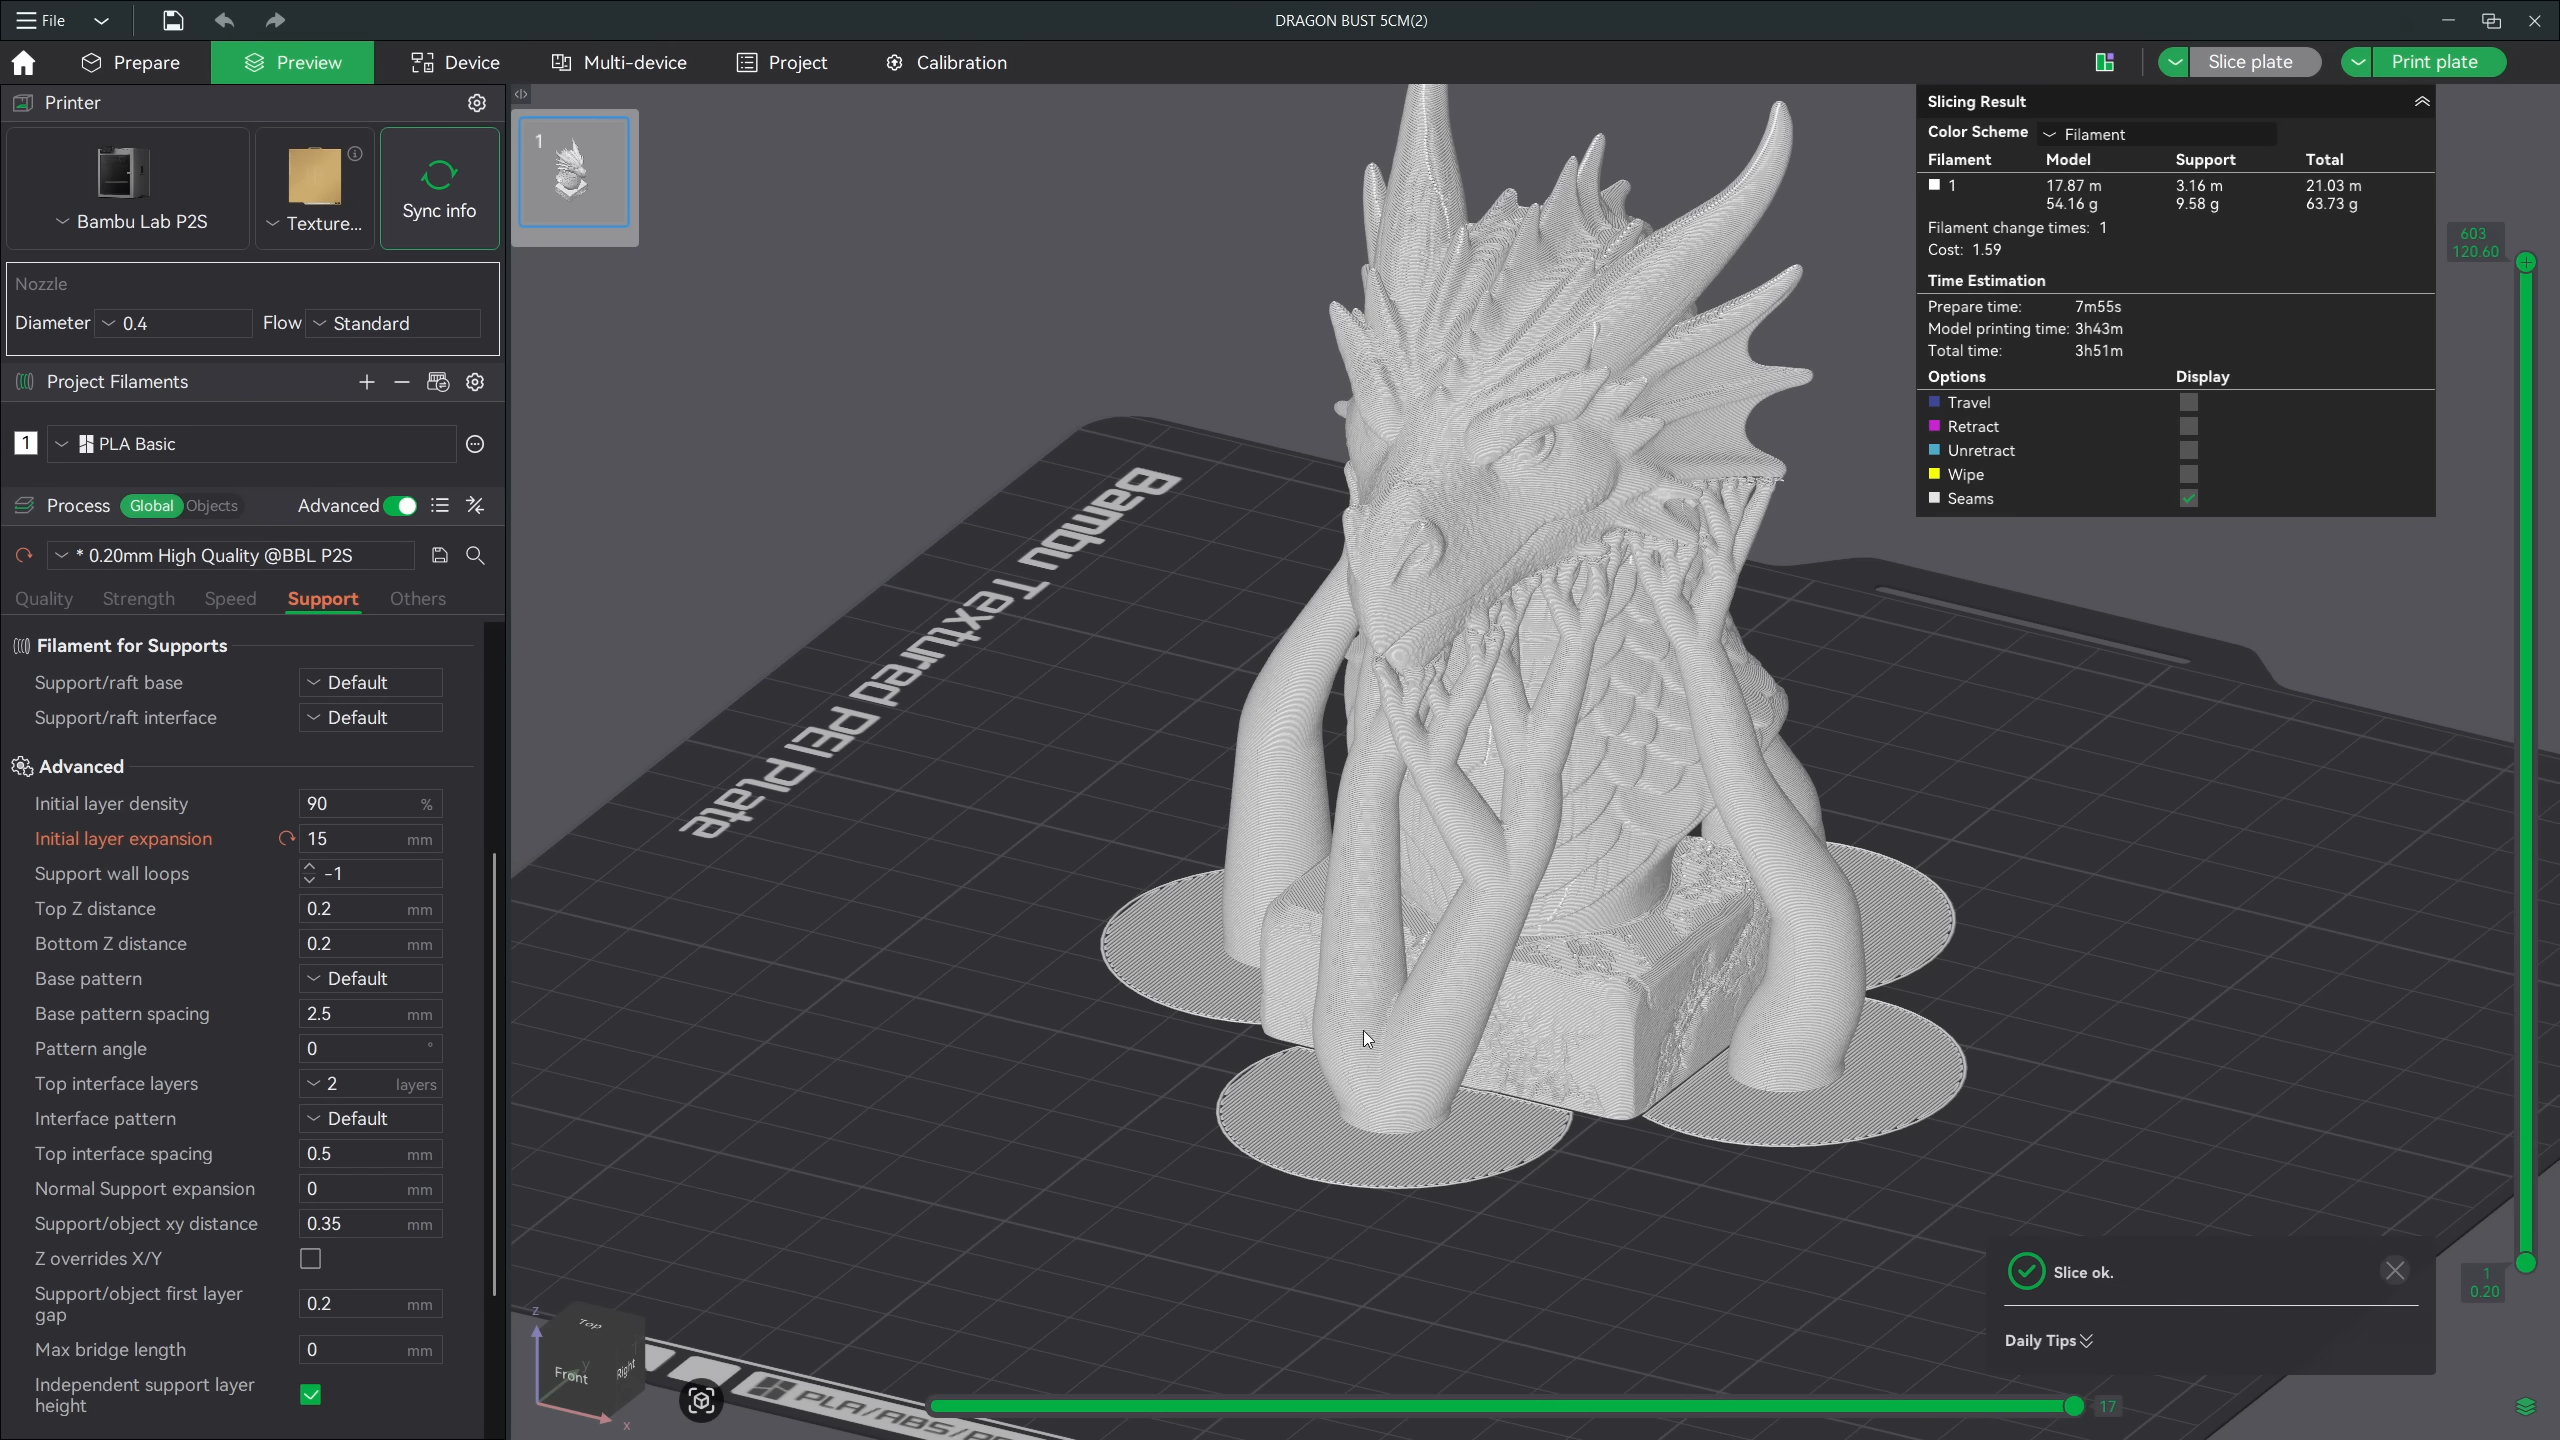 File
DRAGON BUST 5CM(2)
Prepare
Preview
Device
Multi-device
Project
Calibration
Slice plate
Print plate
Printer
Bambu Lab P2S
Texture...
Sync info
Nozzle
Diameter 0.4 Flow Standard
Project Filaments
1 PLA Basic
Process Global Objects Advanced
* 0.20mm High Quality @BBL P2S
Quality Strength Speed Support Others
Filament for Supports
Support/raft base Default
Support/raft interface Default
Advanced
Initial layer density 90 %
Initial layer expansion 15 mm
Support wall loops -1
Top Z distance 0.2 mm
Bottom Z distance 0.2 mm
Base pattern Default
Base pattern spacing 2.5 mm
Pattern angle 0 °
Top interface layers 2 layers
Interface pattern Default
Top interface spacing 0.5 mm
Normal Support expansion 0 mm
Support/object xy distance 0.35 mm
Z overrides X/Y
Support/object first layer
gap 0.2 mm
Max bridge length 0 mm
Independent support layer
height
1
Bambu Textured PEI Plate
Slicing Result
Color Scheme Filament
Filament Model Support Total
1 17.87 m 3.16 m 21.03 m
54.16 g 9.58 g 63.73 g
Filament change times: 1
Cost: 1.59
Time Estimation
Prepare time: 7m55s
Model printing time: 3h43m
Total time: 3h51m
Options Display
Travel
Retract
Unretract
Wipe
Seams
603
120.60
Slice ok.
Daily Tips
1
0.20
z
Top
Front
Right
y
x
PLA/ABS/P
17